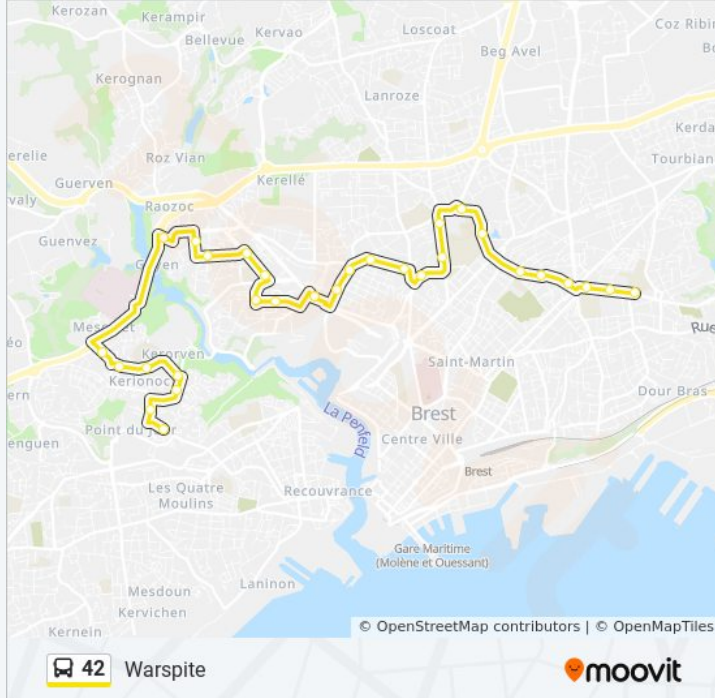 Kerozan
Kerampir
Bellevue
Kervao
Loscoat
Coz Ribin
Beg Avel
Kerognan
Lanroze
Kerda
erelie
Roz Vian
Tourbian
Guerven
Kerellé
valy
Raozoc
Guenvez
Rue
éo
Kerorven
Saint-Martin
Kerionoc
ern
Dour Bras
Point du Jour
La Penfeld
Brest
enguen
Centre Ville
Les Quatre
Moulins
Recouvrance
Brest
Gare Maritime
(Molène et Ouessant)
Laninon
Mesdoun
Kervichen
Kernein
© OpenStreetMap contributors | © OpenMapTiles
42 Warspite
moovit